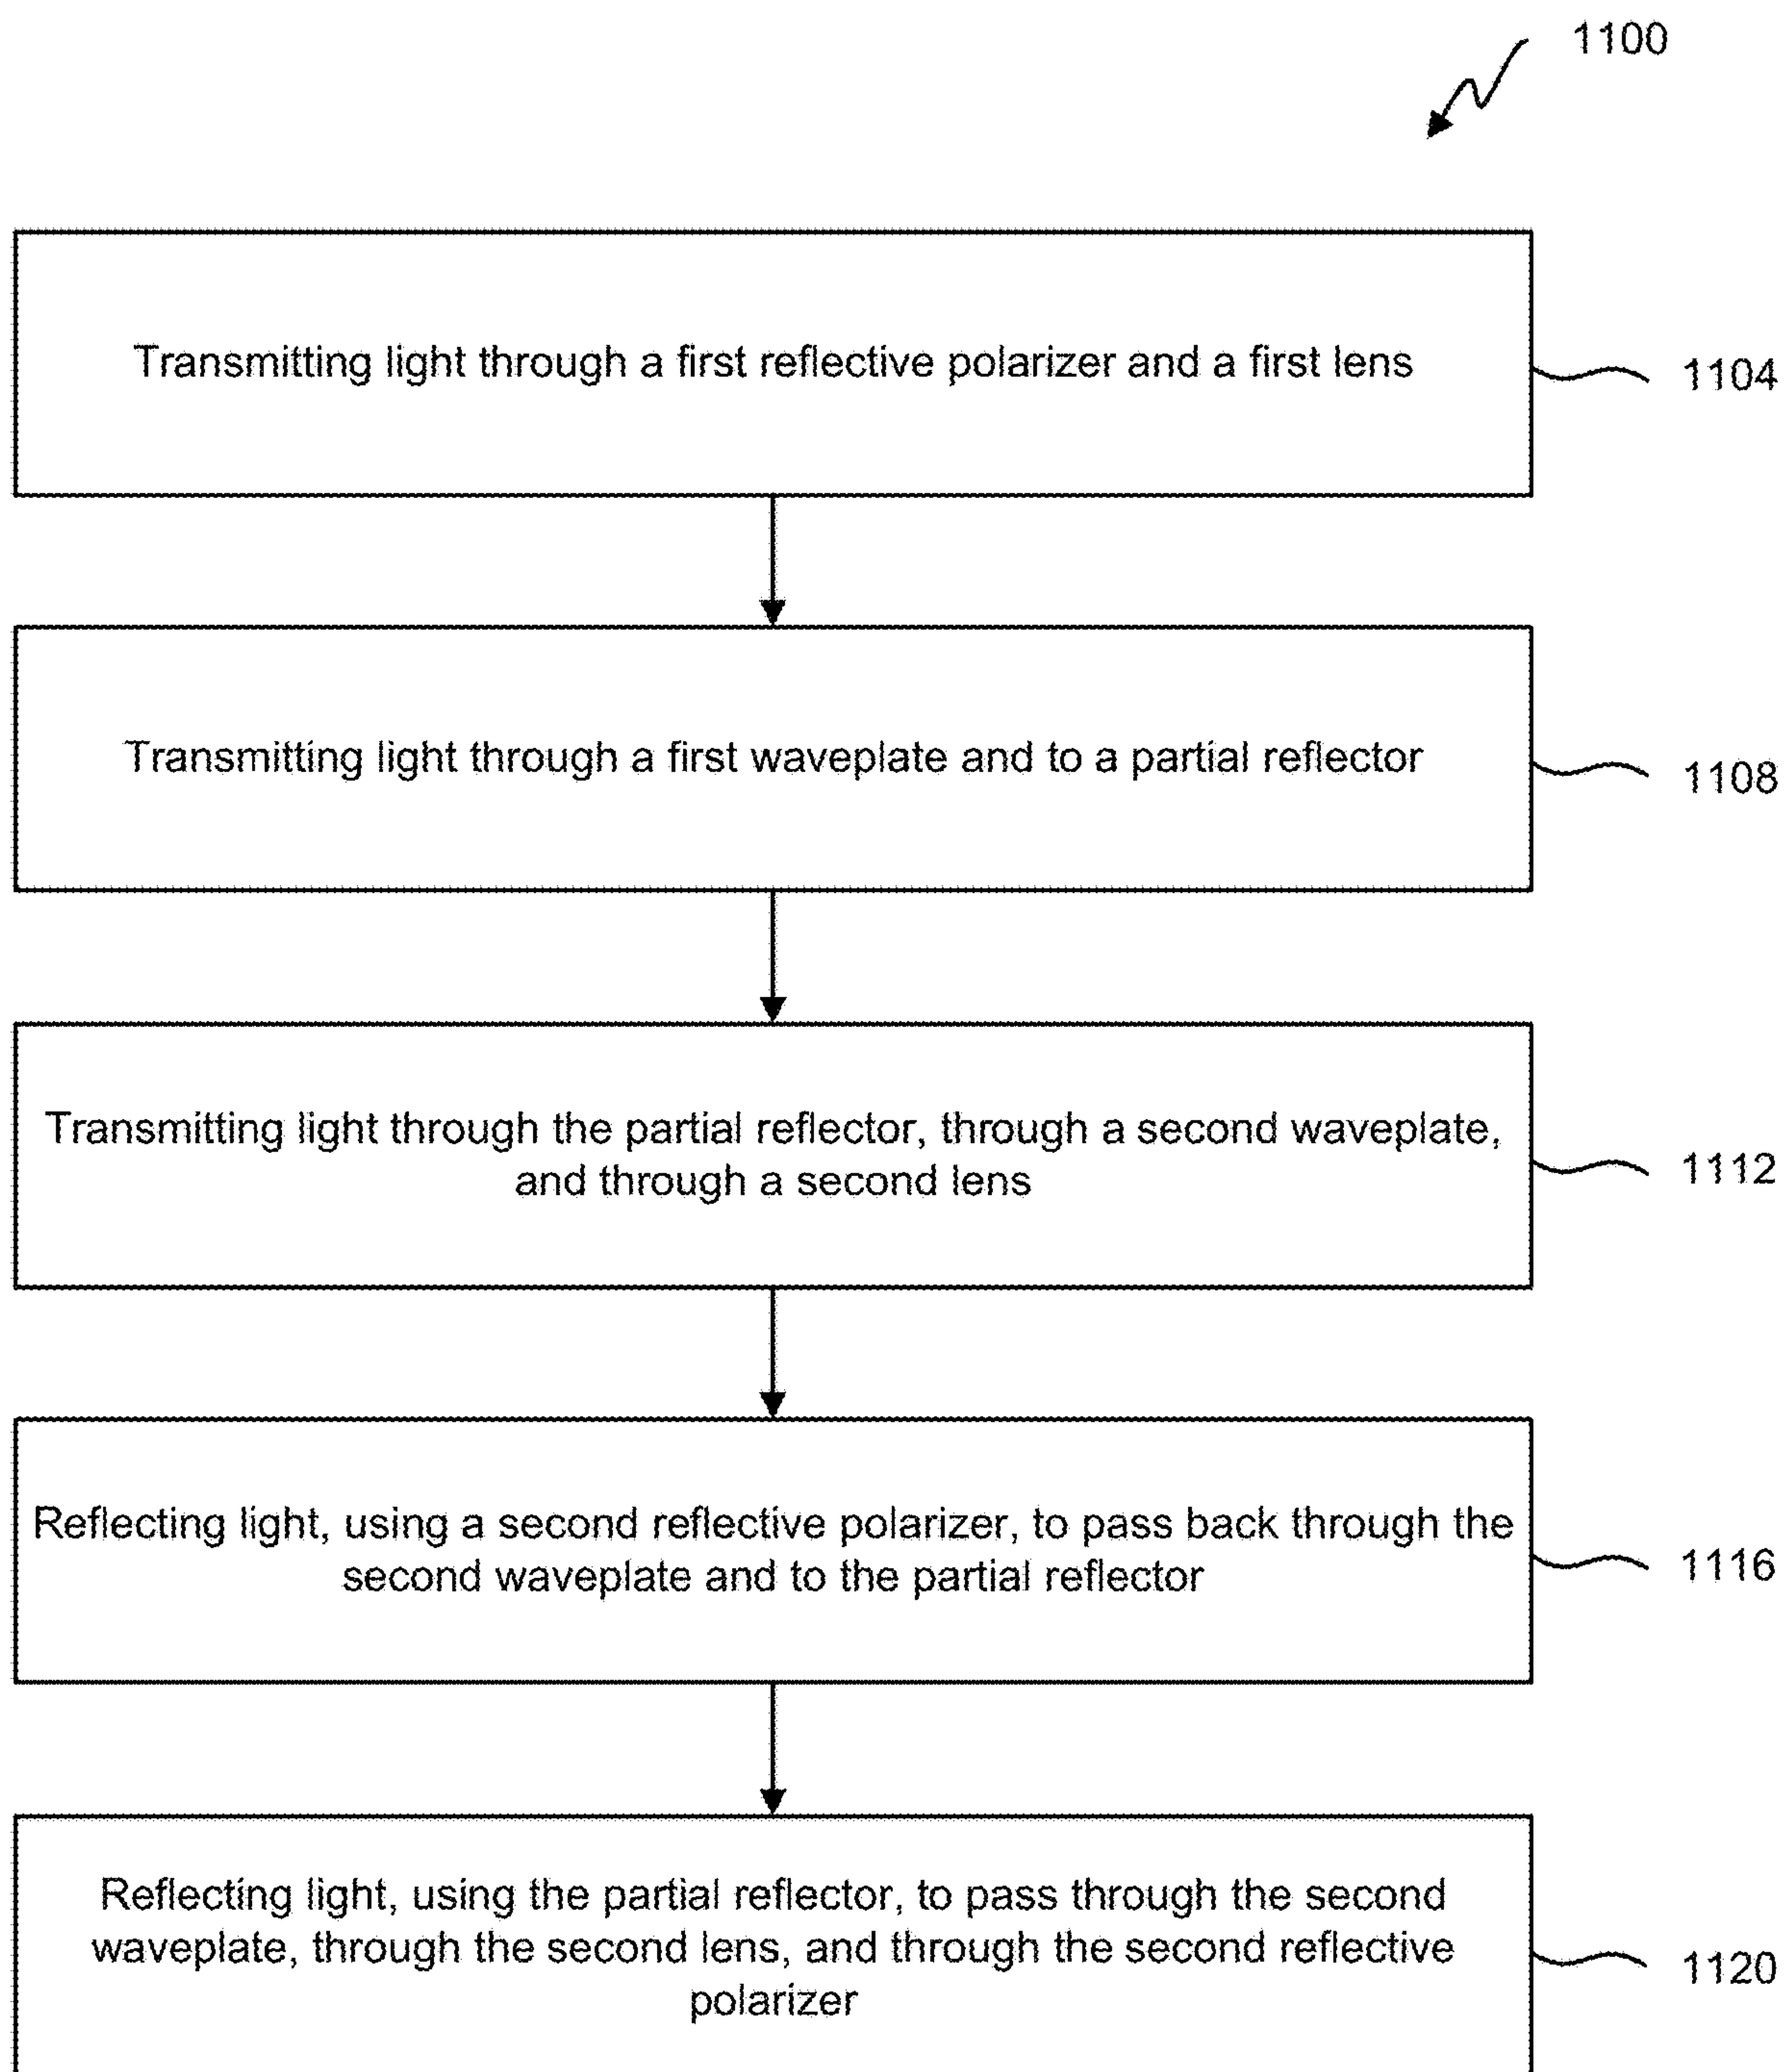 1100
Transmitting light through a first reflective polarizer and a first lens
1104
Transmitting light through a first waveplate and to a partial reflector
1108
Transmitting light through the partial reflector, through a second waveplate,
and through a second lens
1112
Reflecting light, using a second reflective polarizer, to pass back through the
second waveplate and to the partial reflector
1116
Reflecting light, using the partial reflector, to pass through the second
waveplate, through the second lens, and through the second reflective
polarizer
1120